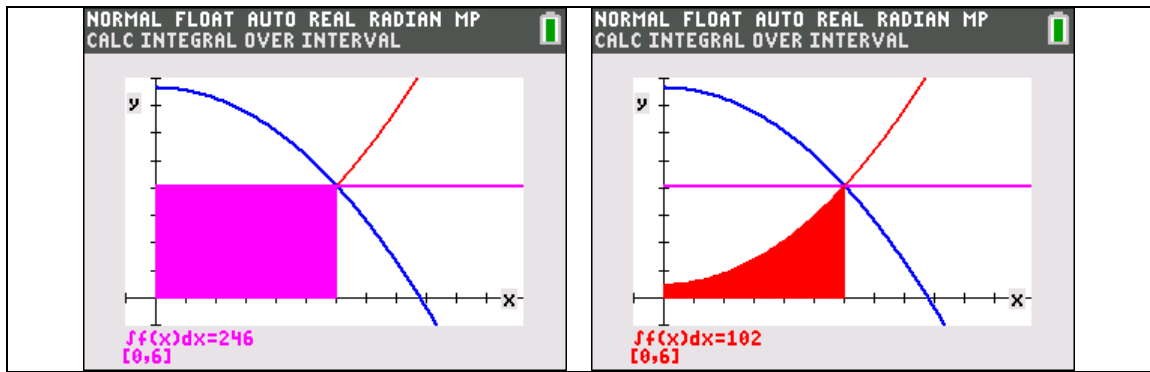 NORMAL FLOAT AUTO REAL RADIAN MP
CALC INTEGRAL OVER INTERVAL
y
x
∫f(x)dx=246
[0,6]
NORMAL FLOAT AUTO REAL RADIAN MP
CALC INTEGRAL OVER INTERVAL
y
x
∫f(x)dx=102
[0,6]